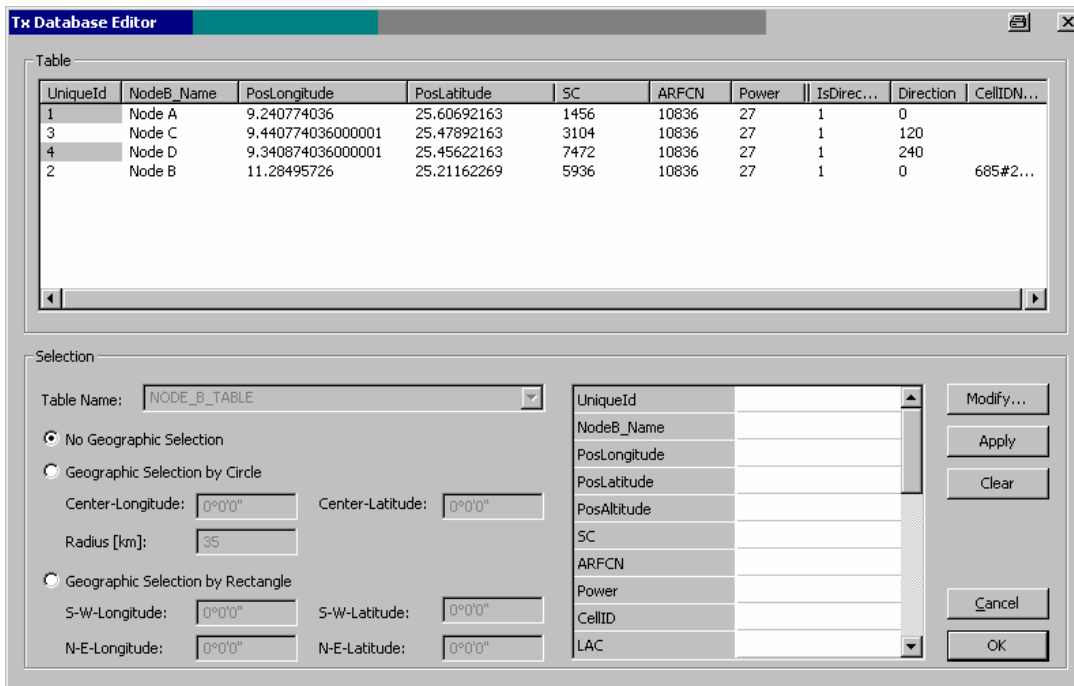 Tx Database Editor
Table
UniqueId NodeB_Name PosLongitude PosLatitude SC ARFCN Power IsDirec... Direction CellIDN...
1 Node A 9.240774036 25.60692163 1456 10836 27 1 0
3 Node C 9.440774036000001 25.47892163 3104 10836 27 1 120
4 Node D 9.340874036000001 25.45622163 7472 10836 27 1 240
2 Node B 11.28495726 25.21162269 5936 10836 27 1 0 685#2...
Selection
Table Name: NODE_B_TABLE
No Geographic Selection
Geographic Selection by Circle
Center-Longitude: 0°0'0" Center-Latitude: 0°0'0"
Radius [km]: 35
Geographic Selection by Rectangle
S-W-Longitude: 0°0'0" S-W-Latitude: 0°0'0"
N-E-Longitude: 0°0'0" N-E-Latitude: 0°0'0"
UniqueId
NodeB_Name
PosLongitude
PosLatitude
PosAltitude
SC
ARFCN
Power
CellID
LAC
Modify...
Apply
Clear
Cancel
OK